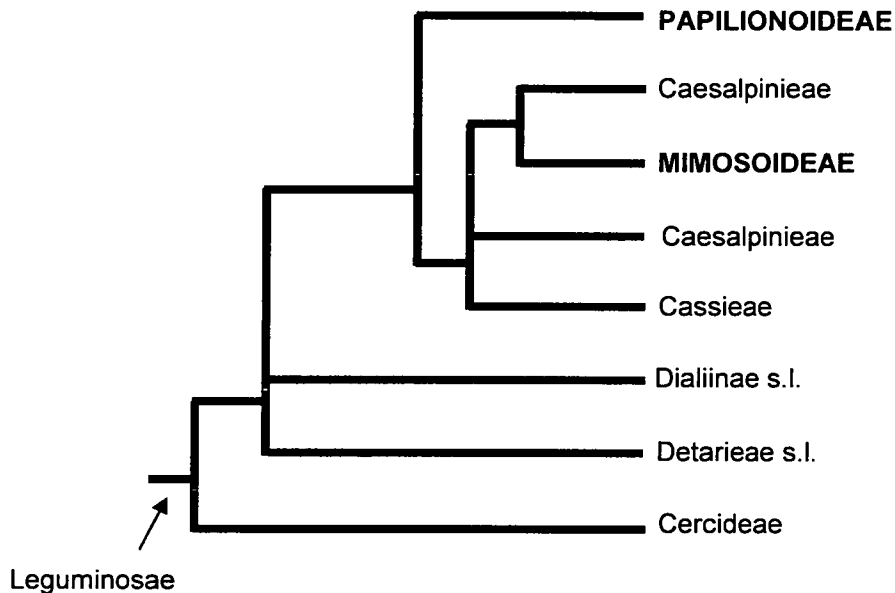 PAPILIONOIDEAE
Caesalpinieae
MIMOSOIDEAE
Caesalpinieae
Cassieae
Dialiinae s.l.
Detarieae s.l.
Cercideae
Leguminosae